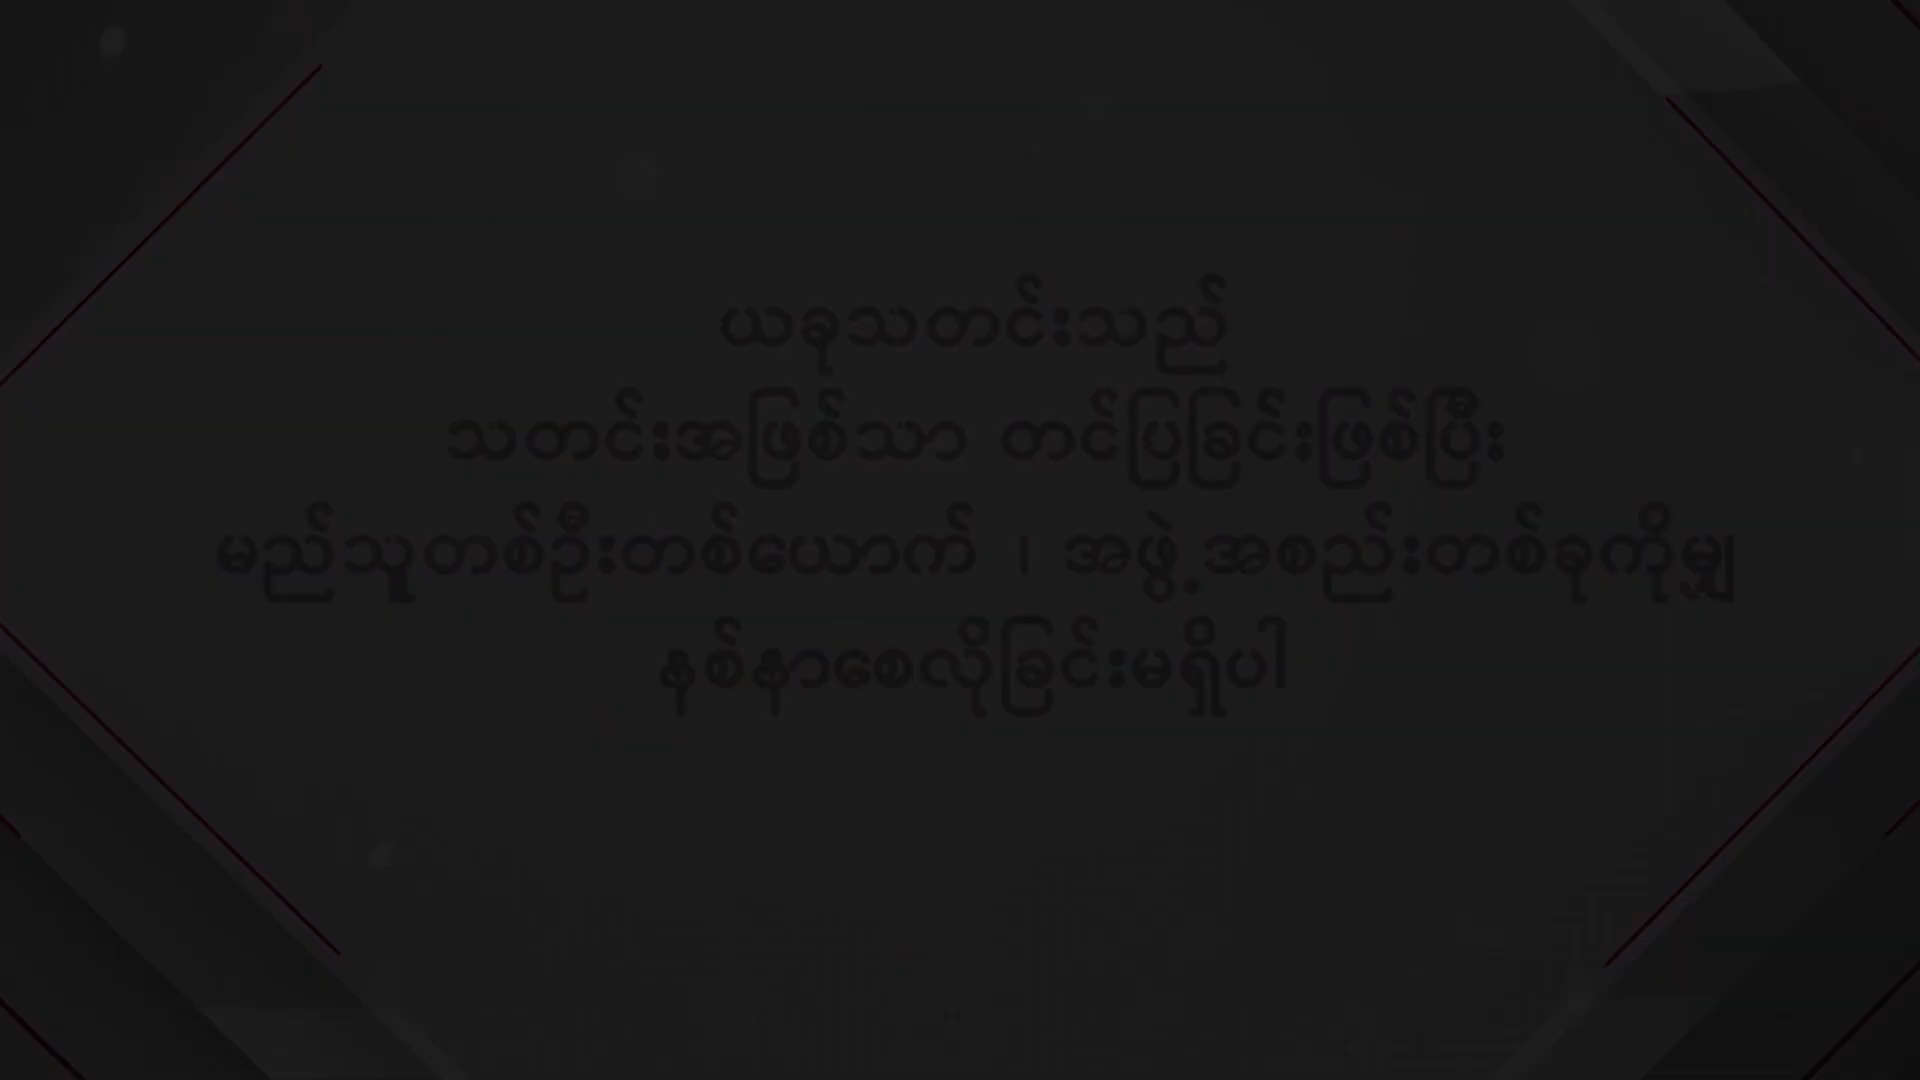 ယခုသတင်းသည်
သတင်းအဖြစ်သာ တင်ပြခြင်းဖြစ်ပြီး
မည်သူတစ်ဦးတစ်ယောက် ၊ အဖွဲ့အစည်းတစ်ခုကိုမျှ
နစ်နာစေလိုခြင်းမရှိပါ